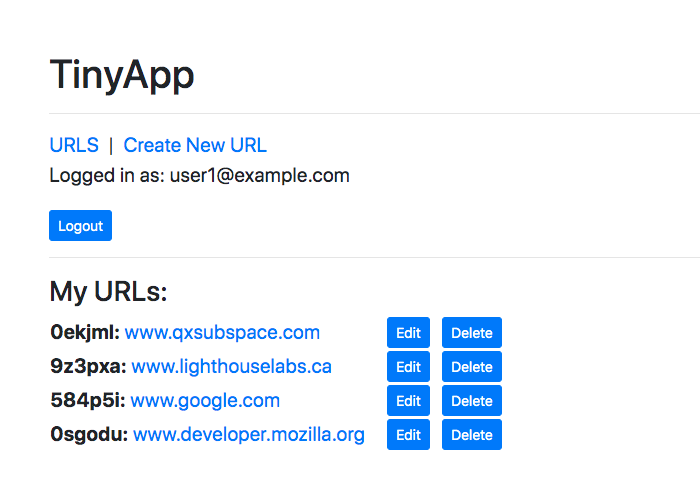 TinyApp
URLS | Create New URL
Logged in as: user1@example.com
Logout
My URLs:
0ekjml: www.qxsubspace.com Edit Delete
9z3pxa: www.lighthouselabs.ca Edit Delete
584p5i: www.google.com Edit Delete
0sgodu: www.developer.mozilla.org Edit Delete